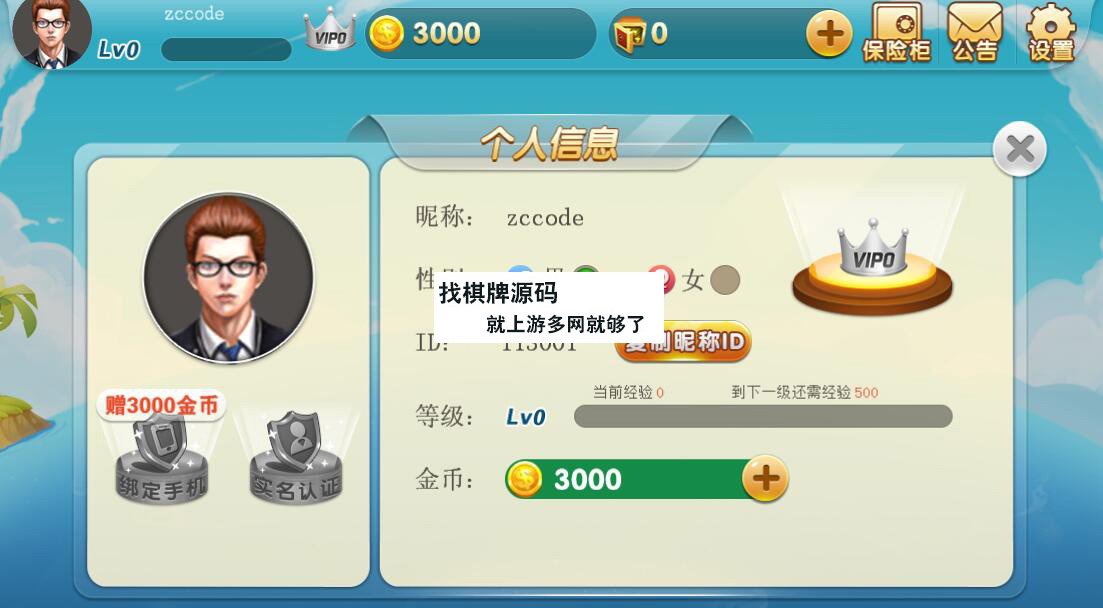 zccode
Lv0
VIP0
3000
0
保险柜
公告
设置
个人信息
昵称： zccode
VIP0
女
找棋牌源码
就上游多网就够了
ID：
复制昵称ID
赠3000金币
当前经验 0
到下一级还需经验 500
等级： Lv0
绑定手机
实名认证
金币： 3000